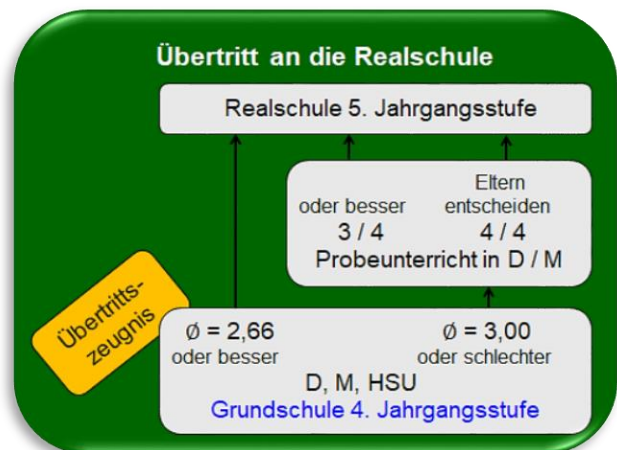 Übertritt an die Realschule
Realschule 5. Jahrgangsstufe
oder besser
3 / 4
Eltern
entscheiden
4 / 4
Probeunterricht in D / M
Übertritts-
zeugnis
Ø = 2,66
oder besser
Ø = 3,00
oder schlechter
D, M, HSU
Grundschule 4. Jahrgangsstufe